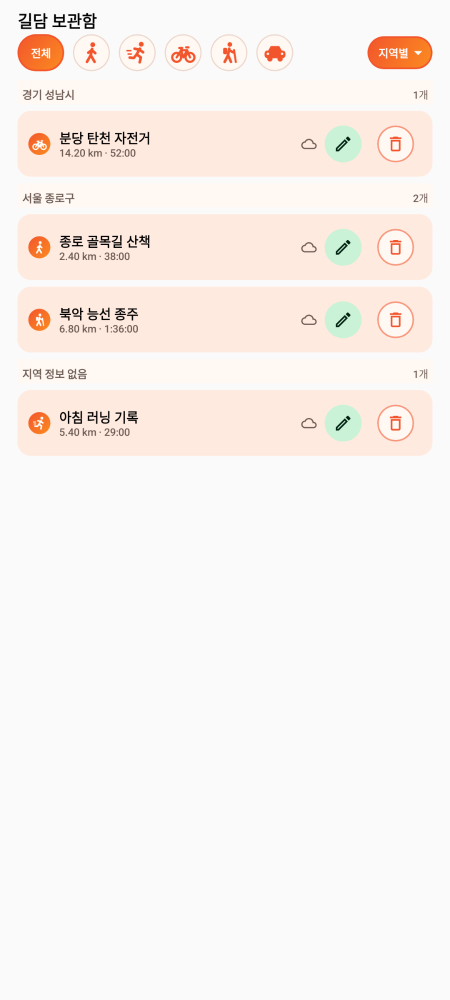 길담 보관함
전체
지역별
경기 성남시 1개
분당 탄천 자전거
14.20 km · 52:00
서울 종로구 2개
종로 골목길 산책
2.40 km · 38:00
북악 능선 종주
6.80 km · 1:36:00
지역 정보 없음 1개
아침 러닝 기록
5.40 km · 29:00